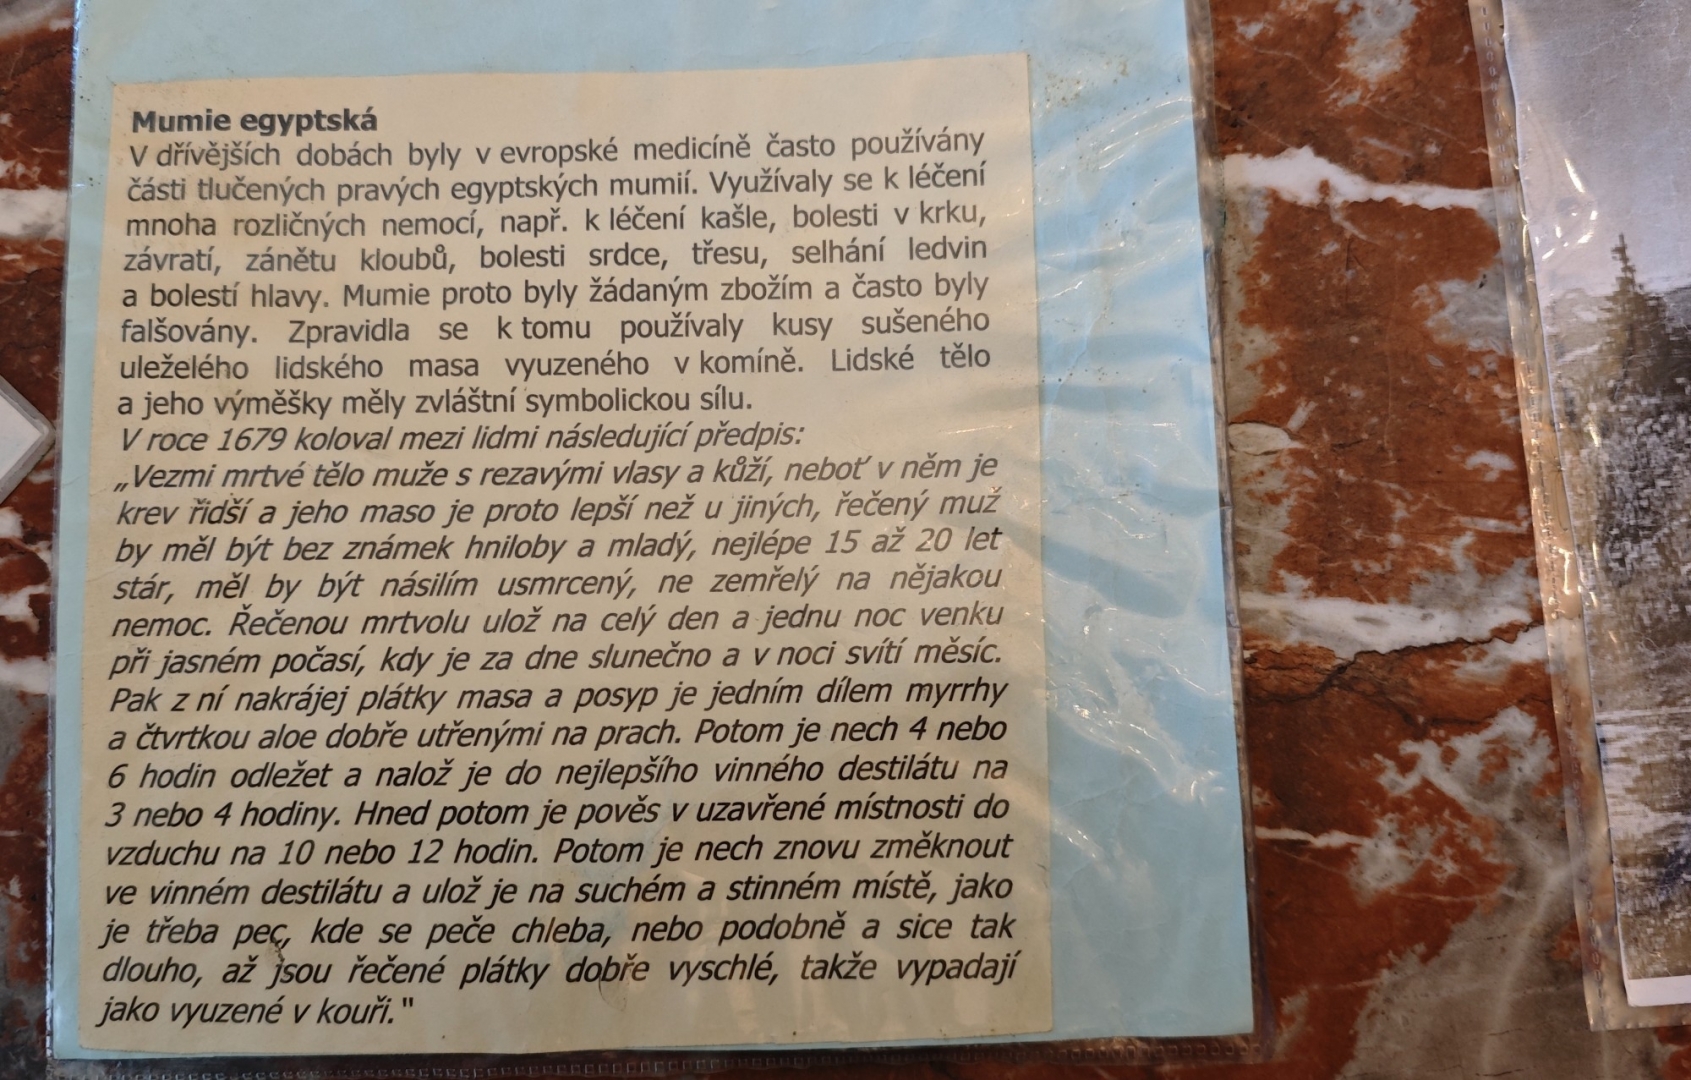 Mumie egyptská
V dřívějších dobách byly v evropské medicíně často používány
části tlučených pravých egyptských mumií. Využívaly se k léčení
mnoha rozličných nemocí, např. k léčení kašle, bolesti v krku,
závratí, zánětu kloubů, bolesti srdce, třesu, selhání ledvin
a bolestí hlavy. Mumie proto byly žádaným zbožím a často byly
falšovány. Zpravidla se k tomu používaly kusy sušeného
uleželého lidského masa vyuzeného v komíně. Lidské tělo
a jeho výměšky měly zvláštní symbolickou sílu.
V roce 1679 koloval mezi lidmi následující předpis:
„Vezmi mrtvé tělo muže s rezavými vlasy a kůží, neboť v něm je
krev řidší a jeho maso je proto lepší než u jiných, řečený muž
by měl být bez známek hniloby a mladý, nejlépe 15 až 20 let
stár, měl by být násilím usmrcený, ne zemřelý na nějakou
nemoc. Řečenou mrtvolu ulož na celý den a jednu noc venku
při jasném počasí, kdy je za dne slunečno a v noci svítí měsíc.
Pak z ní nakrájej plátky masa a posyp je jedním dílem myrrhy
a čtvrtkou aloe dobře utřenými na prach. Potom je nech 4 nebo
6 hodin odležet a nalož je do nejlepšího vinného destilátu na
3 nebo 4 hodiny. Hned potom je pověs v uzavřené místnosti do
vzduchu na 10 nebo 12 hodin. Potom je nech znovu změknout
ve vinném destilátu a ulož je na suchém a stinném místě, jako
je třeba pec, kde se peče chleba, nebo podobně a sice tak
dlouho, až jsou řečené plátky dobře vyschlé, takže vypadají
jako vyuzené v kouři."